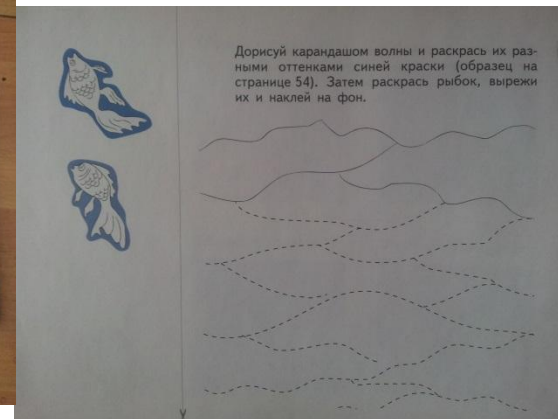 Дорисуй карандашом волны и раскрась их раз-
ными оттенками синей краски (образец на
странице 54). Затем раскрась рыбок, вырежи
их и наклей на фон.